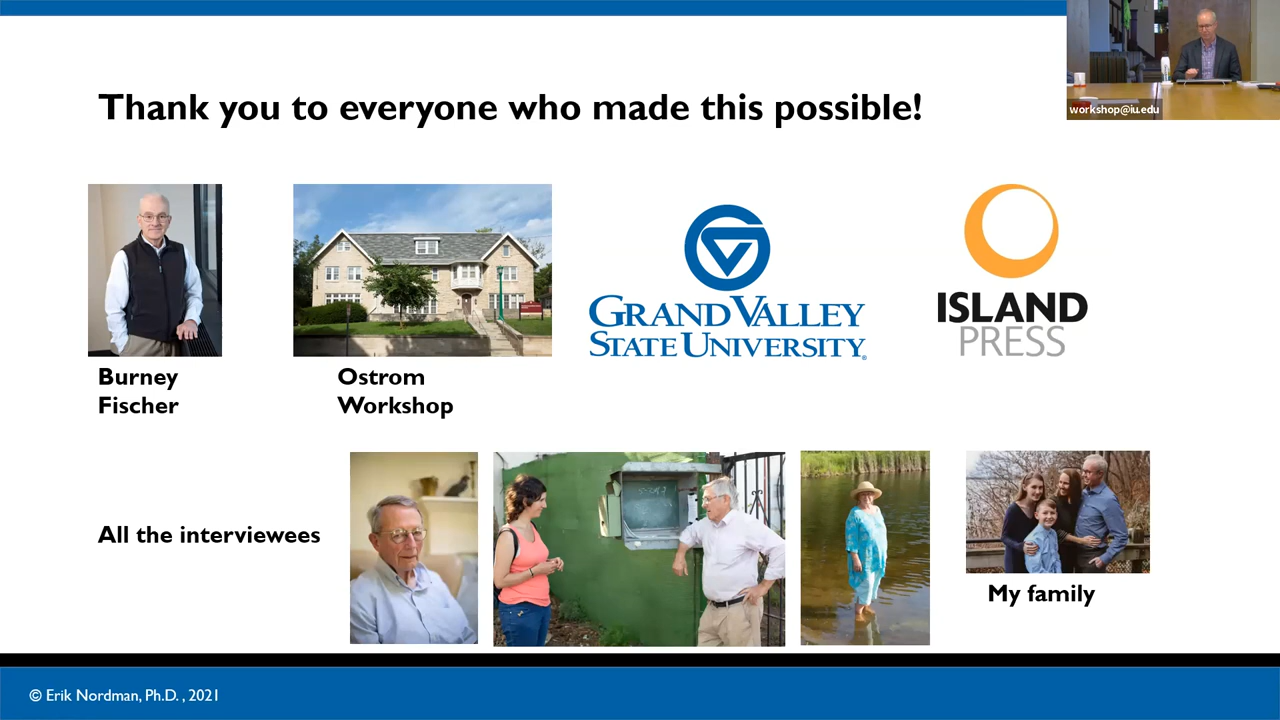 workshop@iu.edu
Thank you to everyone who made this possible!
Burney
Fischer
Ostrom
Workshop
GRAND VALLEY
STATE UNIVERSITY®
ISLAND
PRESS
All the interviewees
My family
© Erik Nordman, Ph.D. , 2021